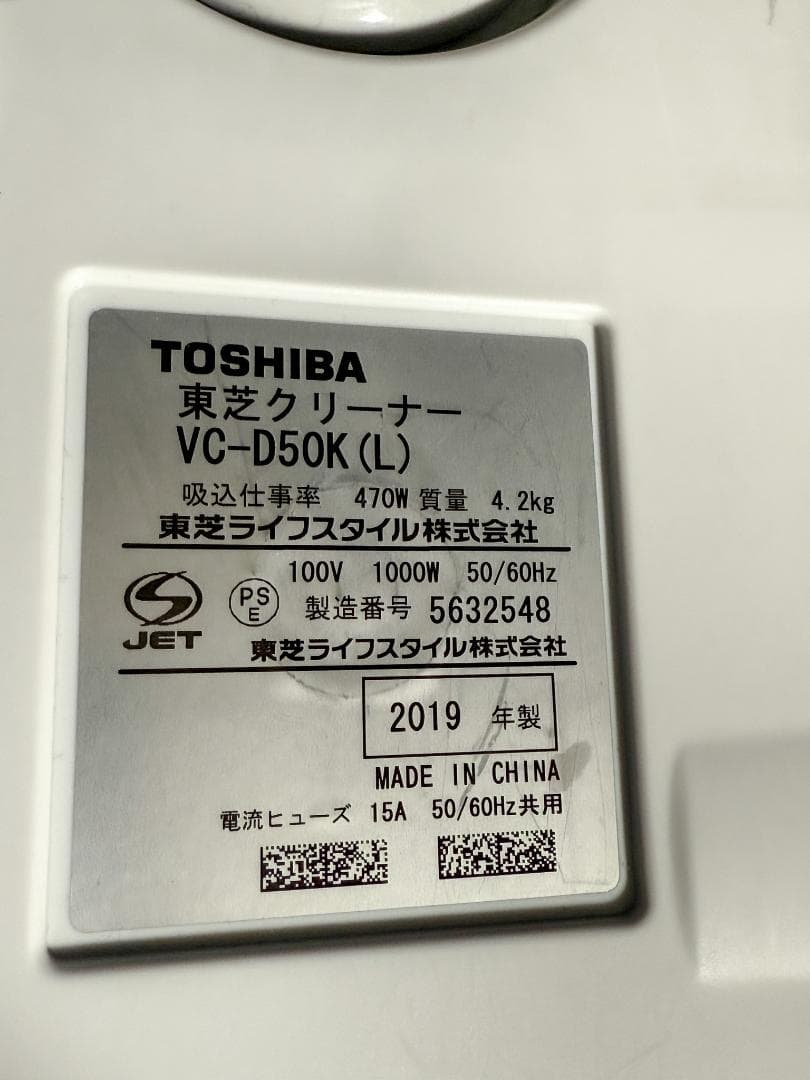 TOSHIBA
東芝クリーナー
VC-D50K(L)
吸込仕事率 470W 質量 4.2kg
東芝ライフスタイル株式会社
100V 1000W 50/60Hz
JET
PS
E
製造番号 5632548
東芝ライフスタイル株式会社
2019 年製
MADE IN CHINA
電流ヒューズ 15A 50/60Hz共用